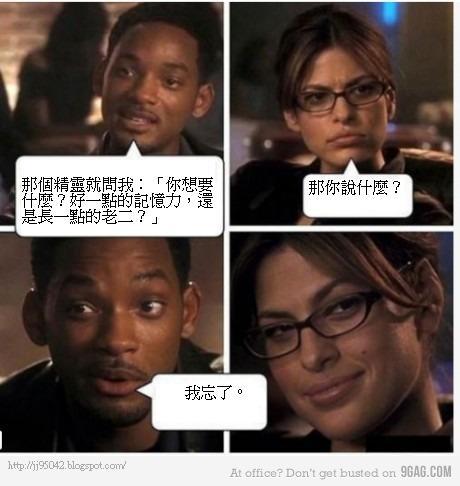 那個精靈就問我：「你想要
什麼？好一點的記憶力，還
是長一點的老二？」
那你說什麼？
我忘了。
http://jj95042.blogspot.com/
At office? Don't get busted on 9GAG.COM